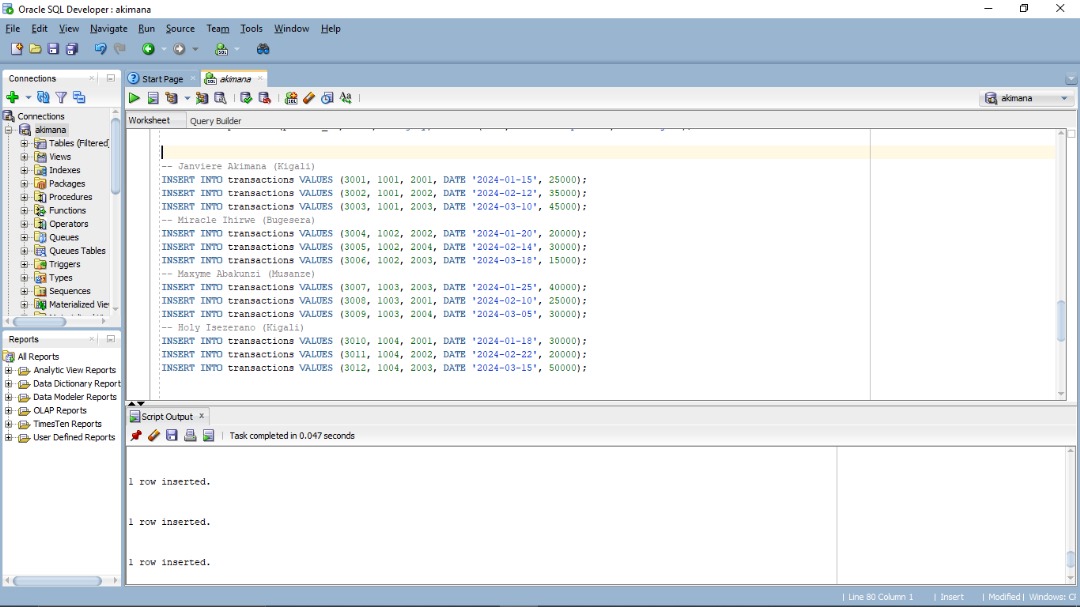 Oracle SQL Developer : akimana
File Edit View Navigate Run Source Team Tools Window Help
Connections
Start Page
akimana
Connections
akimana
Tables (Filtered)
Views
Indexes
Packages
Procedures
Functions
Operators
Queues
Queues Tables
Triggers
Types
Sequences
Materialized Vie
Reports
All Reports
Analytic View Reports
Data Dictionary Report
Data Modeler Reports
OLAP Reports
TimesTen Reports
User Defined Reports
akimana
Worksheet Query Builder
-- Janviere Akimana (Kigali)
INSERT INTO transactions VALUES (3001, 1001, 2001, DATE '2024-01-15', 25000);
INSERT INTO transactions VALUES (3002, 1001, 2002, DATE '2024-02-12', 35000);
INSERT INTO transactions VALUES (3003, 1001, 2003, DATE '2024-03-10', 45000);
-- Miracle Ihirwe (Bugesera)
INSERT INTO transactions VALUES (3004, 1002, 2002, DATE '2024-01-20', 20000);
INSERT INTO transactions VALUES (3005, 1002, 2004, DATE '2024-02-14', 30000);
INSERT INTO transactions VALUES (3006, 1002, 2003, DATE '2024-03-18', 15000);
-- Maxyme Abakunzi (Musanze)
INSERT INTO transactions VALUES (3007, 1003, 2003, DATE '2024-01-25', 40000);
INSERT INTO transactions VALUES (3008, 1003, 2001, DATE '2024-02-10', 25000);
INSERT INTO transactions VALUES (3009, 1003, 2004, DATE '2024-03-05', 30000);
-- Holy Isezerano (Kigali)
INSERT INTO transactions VALUES (3010, 1004, 2001, DATE '2024-01-18', 30000);
INSERT INTO transactions VALUES (3011, 1004, 2002, DATE '2024-02-22', 20000);
INSERT INTO transactions VALUES (3012, 1004, 2003, DATE '2024-03-15', 50000);
Script Output
Task completed in 0.047 seconds
1 row inserted.
1 row inserted.
1 row inserted.
Line 80 Column 1 | Insert | Modified | Windows: C